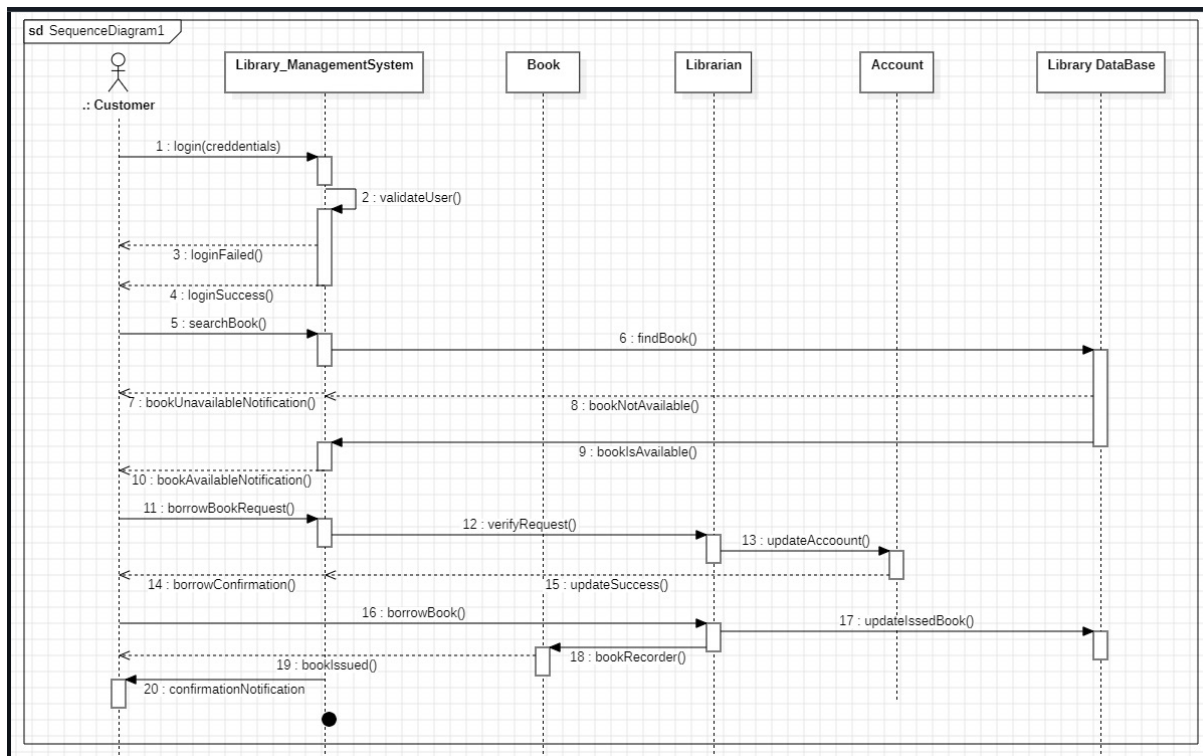 sd SequenceDiagram1
.: Customer
Library_ManagementSystem
Book
Librarian
Account
Library DataBase
1 : login(creddentials)
2 : validateUser()
3 : loginFailed()
4 : loginSuccess()
5 : searchBook()
6 : findBook()
7 : bookUnavailableNotification()
8 : bookNotAvailable()
9 : bookIsAvailable()
10 : bookAvailableNotification()
11 : borrowBookRequest()
12 : verifyRequest()
13 : updateAccoount()
14 : borrowConfirmation()
15 : updateSuccess()
16 : borrowBook()
17 : updateIssedBook()
18 : bookRecorder()
19 : bookIssued()
20 : confirmationNotification